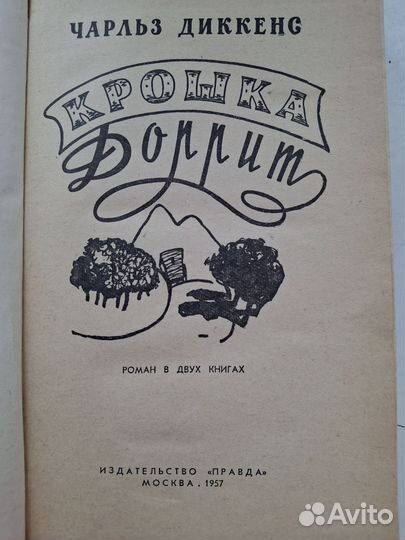 ЧАРЛЬЗ ДИККЕНС
КРОШКА
Доррит
РОМАН В ДВУХ КНИГАХ
ИЗДАТЕЛЬСТВО «ПРАВДА»
МОСКВА. 1957
Avito